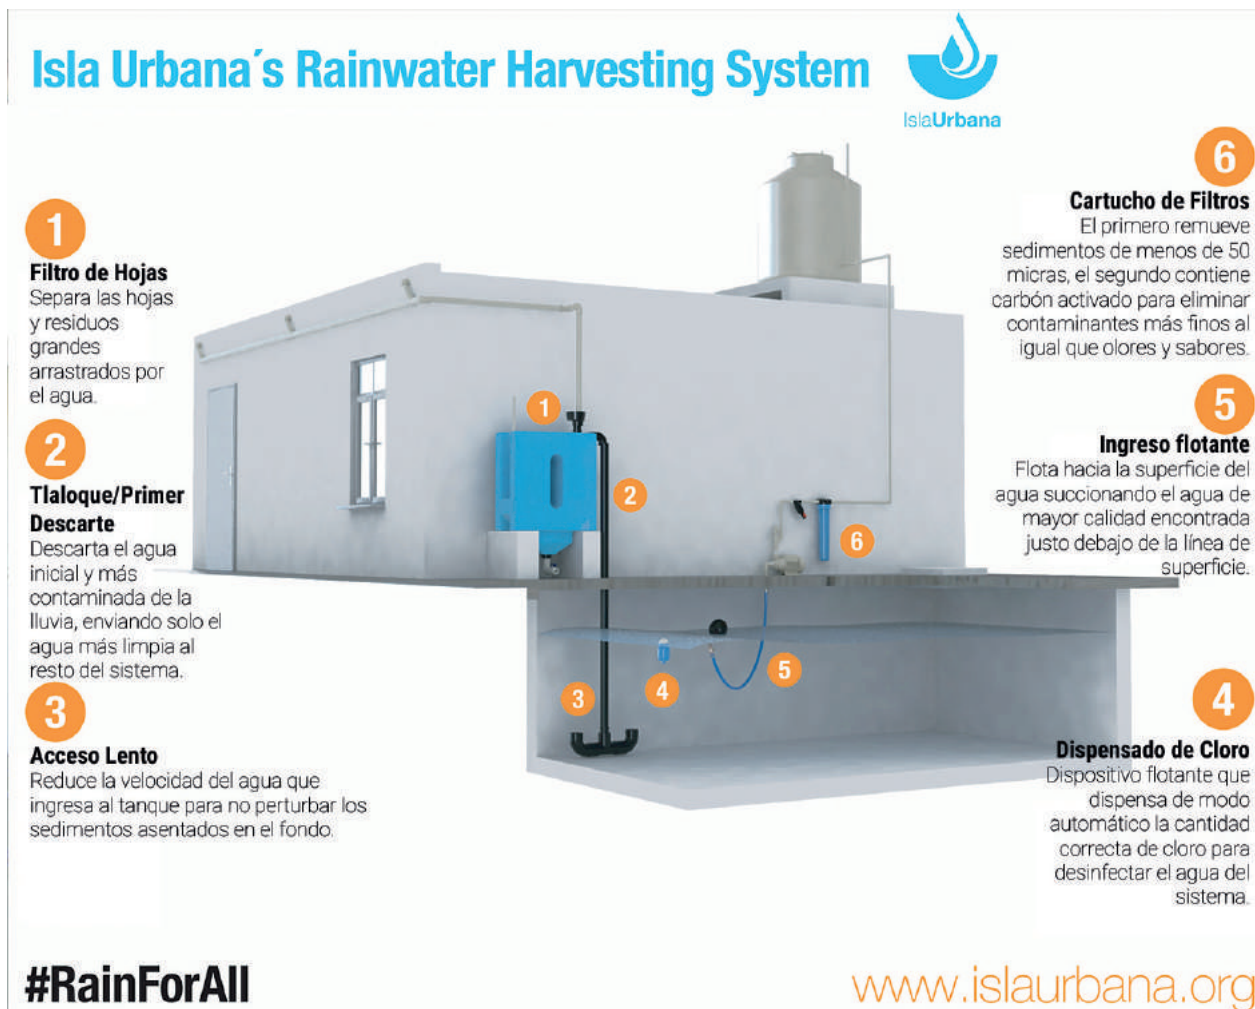 Isla Urbana´s Rainwater Harvesting System
IslaUrbana
1
Filtro de Hojas
Separa las hojas
y residuos
grandes
arrastrados por
el agua.
2
Tlaloque/Primer
Descarte
Descarta el agua
inicial y más
contaminada de la
lluvia, enviando solo el
agua más limpia al
resto del sistema.
3
Acceso Lento
Reduce la velocidad del agua que
ingresa al tanque para no perturbar los
sedimentos asentados en el fondo.
1
2
3
4
5
6
6
Cartucho de Filtros
El primero remueve
sedimentos de menos de 50
micras, el segundo contiene
carbón activado para eliminar
contaminantes más finos al
igual que olores y sabores.
5
Ingreso flotante
Flota hacia la superficie del
agua succionando el agua de
mayor calidad encontrada
justo debajo de la línea de
superficie.
4
Dispensado de Cloro
Dispositivo flotante que
dispensa de modo
automático la cantidad
correcta de cloro para
desinfectar el agua del
sistema.
#RainForAll
www.islaurbana.org